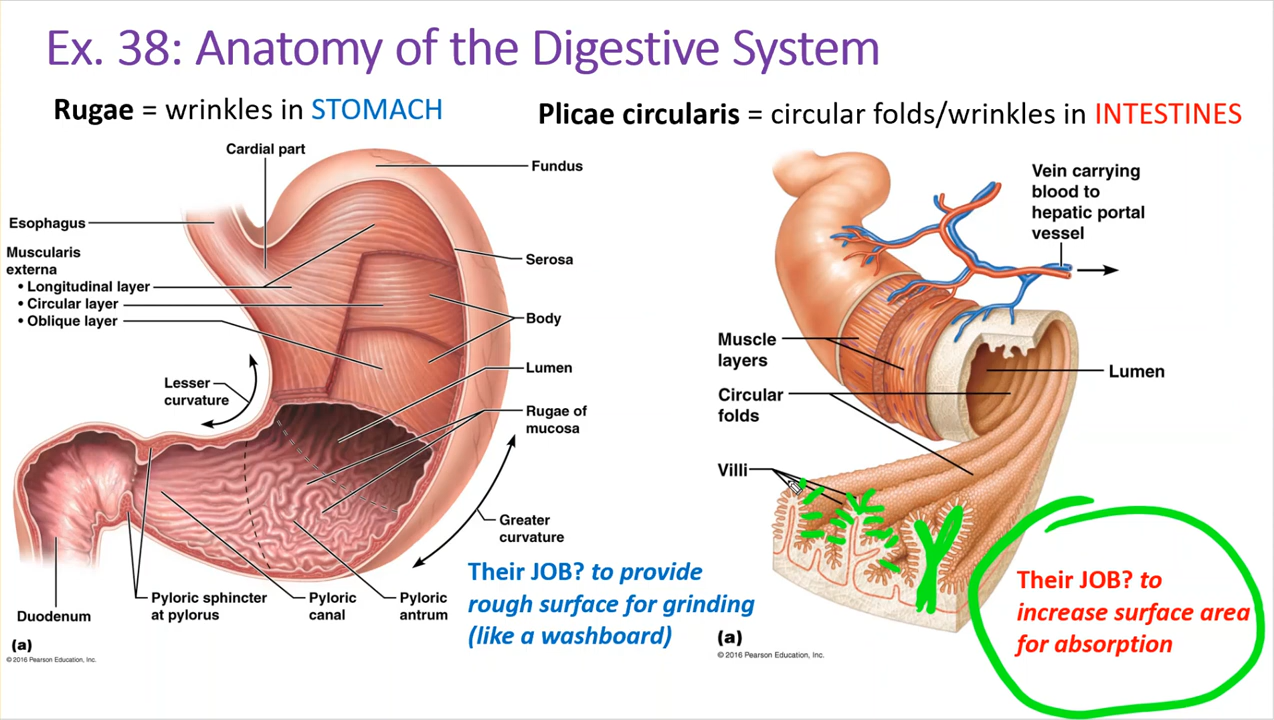 Ex. 38: Anatomy of the Digestive System
Rugae = wrinkles in STOMACH
Cardial part
Fundus
Esophagus
Muscularis
externa
• Longitudinal layer
• Circular layer
• Oblique layer
Serosa
Body
Lumen
Lesser
curvature
Rugae of
mucosa
Greater
curvature
Duodenum
Pyloric sphincter
at pylorus
Pyloric
canal
Pyloric
antrum
(a)
© 2016 Pearson Education, Inc.
Their JOB? to provide
rough surface for grinding
(like a washboard)
Plicae circularis = circular folds/wrinkles in INTESTINES
Vein carrying
blood to
hepatic portal
vessel
Muscle
layers
Lumen
Circular
folds
Villi
(a)
© 2016 Pearson Education, Inc.
Their JOB? to
increase surface area
for absorption